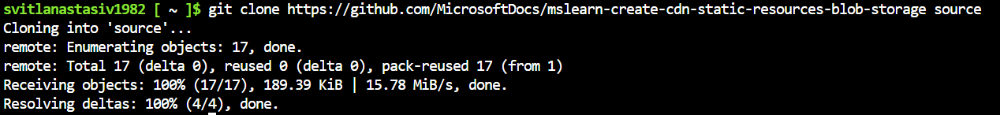 svitlanastasiv1982 [ ~ ]$ git clone https://github.com/MicrosoftDocs/mslearn-create-cdn-static-resources-blob-storage source
Cloning into 'source'...
remote: Enumerating objects: 17, done.
remote: Total 17 (delta 0), reused 0 (delta 0), pack-reused 17 (from 1)
Receiving objects: 100% (17/17), 189.39 KiB | 15.78 MiB/s, done.
Resolving deltas: 100% (4/4), done.